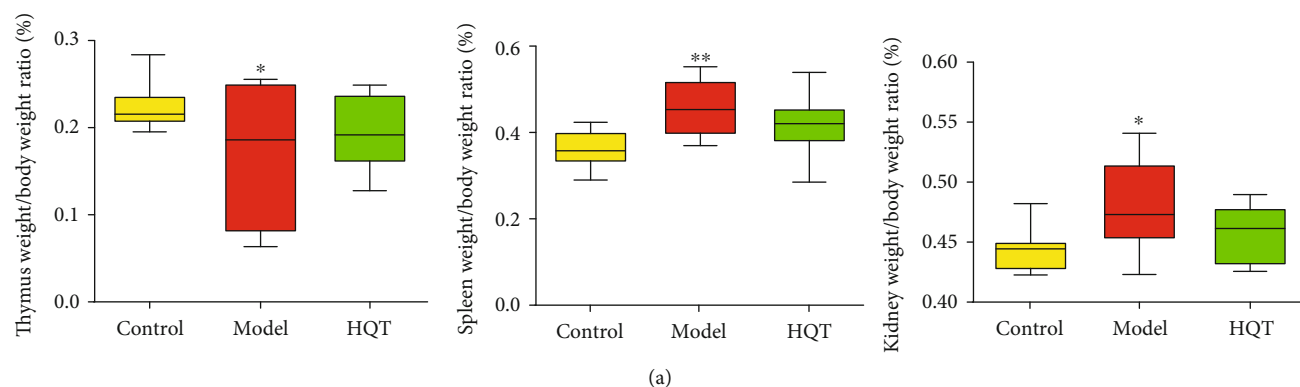 Thymus weight/body weight ratio (%)
0.3
0.2
0.1
0.0
*
Control Model HQT
Spleen weight/body weight ratio (%)
0.6
0.4
0.2
0.0
**
Control Model HQT
Kidney weight/body weight ratio (%)
0.60
0.55
0.50
0.45
0.40
*
Control Model HQT
(a)